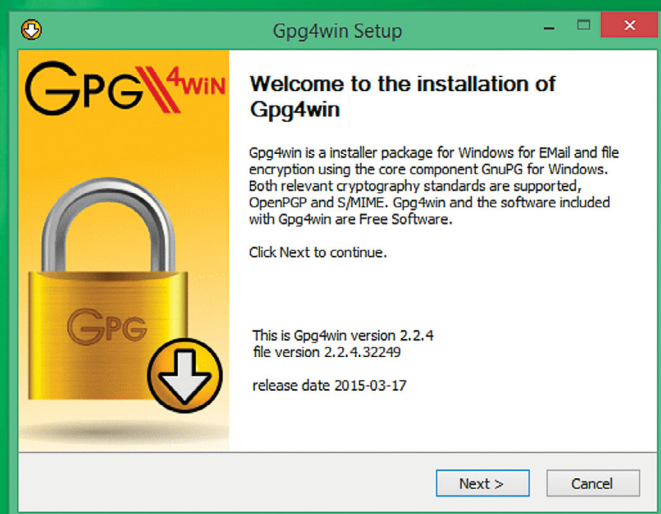 Gpg4win Setup
GPG4WIN
Welcome to the installation of
Gpg4win
Gpg4win is a installer package for Windows for EMail and file
encryption using the core component GnuPG for Windows.
Both relevant cryptography standards are supported,
OpenPGP and S/MIME. Gpg4win and the software included
with Gpg4win are Free Software.
Click Next to continue.
GPG
This is Gpg4win version 2.2.4
file version 2.2.4.32249
release date 2015-03-17
Next >
Cancel